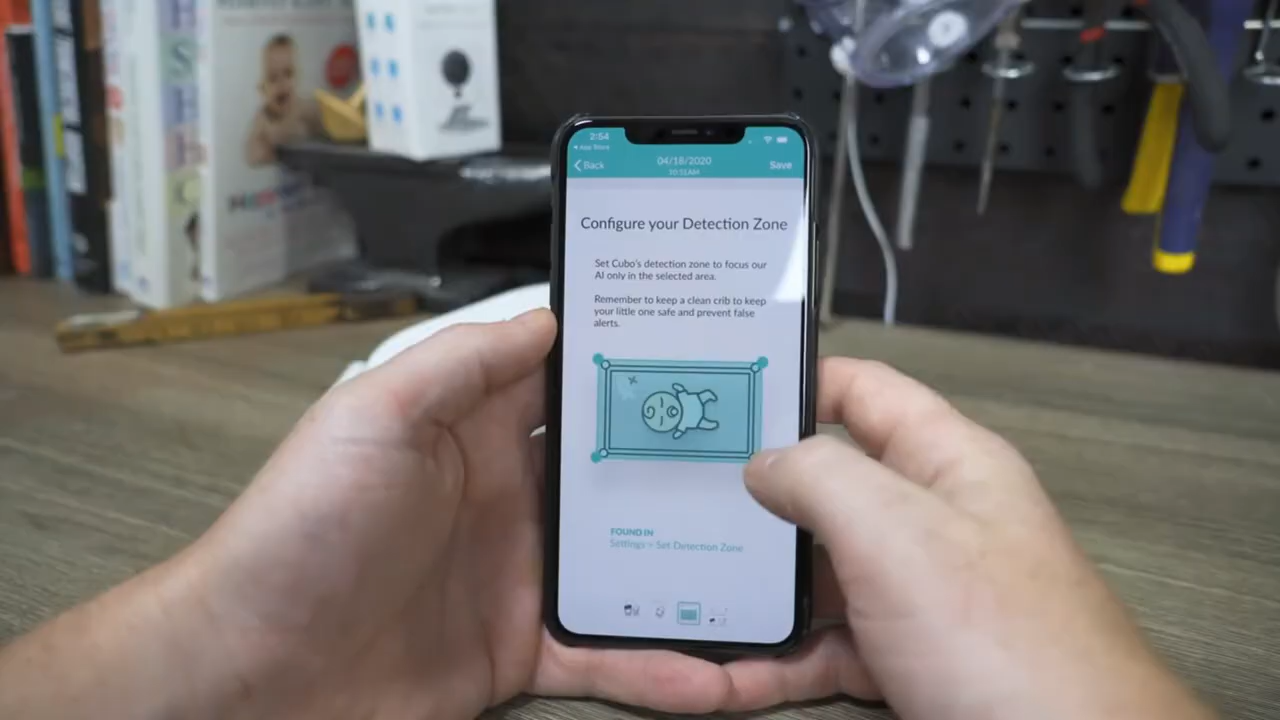 2:54
App Store
Back
04/18/2020
Save
Configure your Detection Zone
Set Cubo's detection zone to focus our
AI only in the selected area.
Remember to keep a clean crib to keep
your little one safe and prevent false
alerts.
FOUND IN
Settings > Set Detection Zone